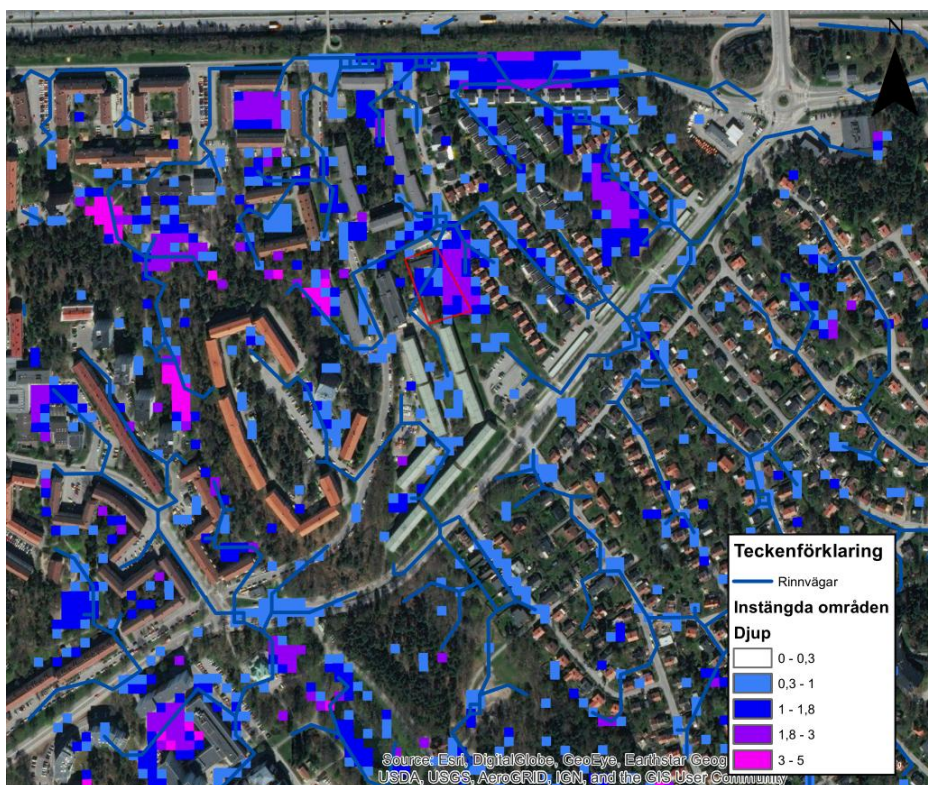 N
Teckenförklaring
Rinnvägar
Instängda områden
Djup
0 - 0,3
0,3 - 1
1 - 1,8
1,8 - 3
3 - 5
Source: Esri, DigitalGlobe, GeoEye, Earthstar Geog
USDA, USGS, AeroGRID, IGN, and the GIS User Community